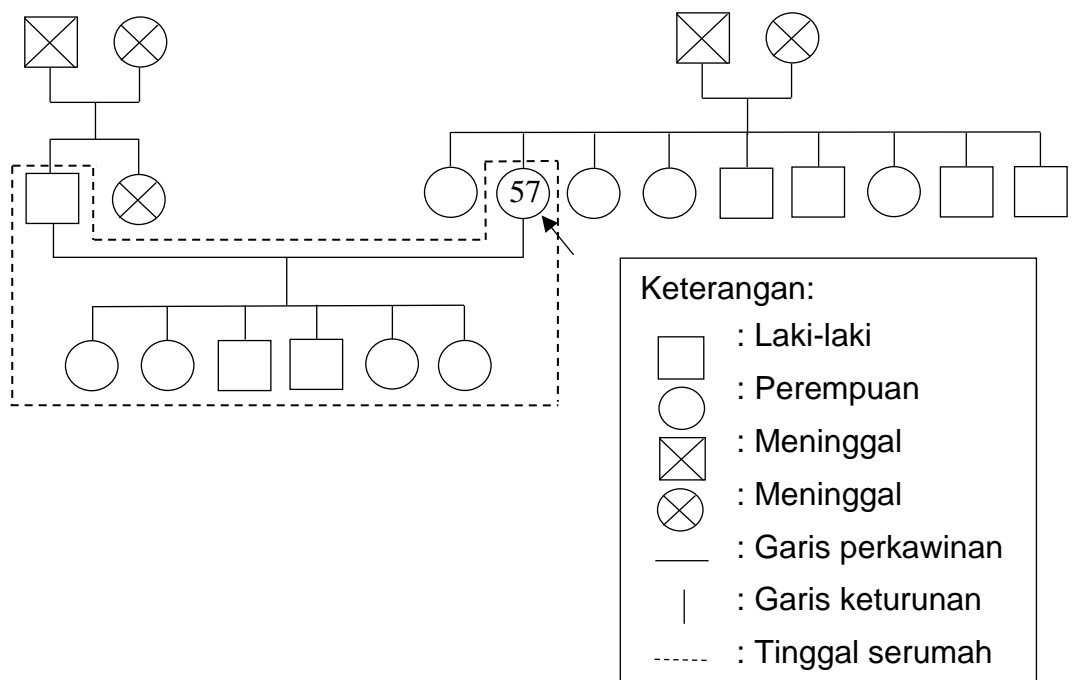 57
Keterangan:
: Laki-laki
: Perempuan
: Meninggal
: Meninggal
: Garis perkawinan
: Garis keturunan
: Tinggal serumah